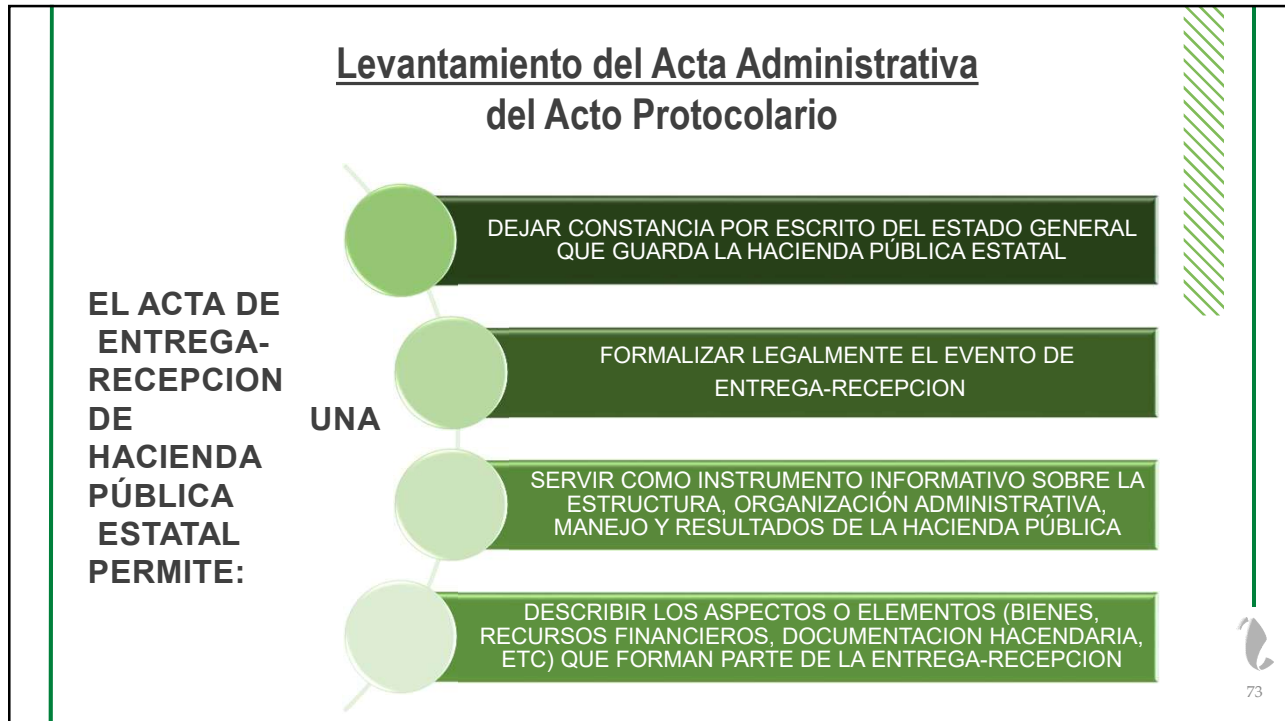 Levantamiento del Acta Administrativa
del Acto Protocolario
EL ACTA DE
ENTREGA-
RECEPCION
DE UNA
HACIENDA
PÚBLICA
ESTATAL
PERMITE:
DEJAR CONSTANCIA POR ESCRITO DEL ESTADO GENERAL
QUE GUARDA LA HACIENDA PÚBLICA ESTATAL
FORMALIZAR LEGALMENTE EL EVENTO DE
ENTREGA-RECEPCION
SERVIR COMO INSTRUMENTO INFORMATIVO SOBRE LA
ESTRUCTURA, ORGANIZACIÓN ADMINISTRATIVA,
MANEJO Y RESULTADOS DE LA HACIENDA PÚBLICA
DESCRIBIR LOS ASPECTOS O ELEMENTOS (BIENES,
RECURSOS FINANCIEROS, DOCUMENTACION HACENDARIA,
ETC) QUE FORMAN PARTE DE LA ENTREGA-RECEPCION
73